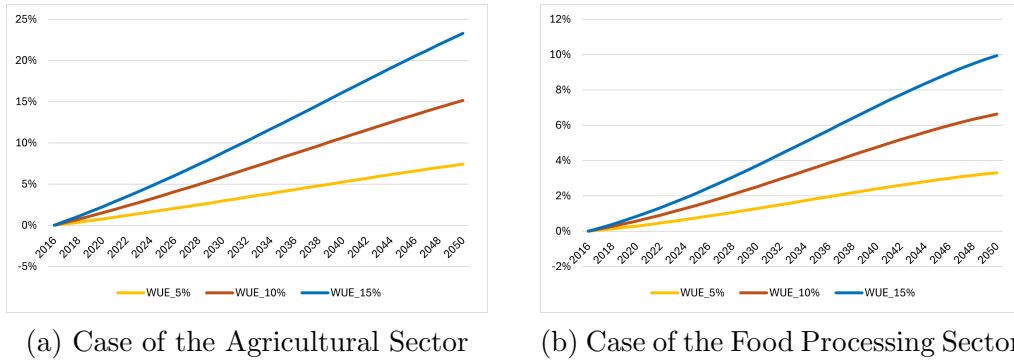 25%
20%
15%
10%
5%
0%
-5%
2016 2018 2020 2022 2024 2026 2028 2030 2032 2034 2036 2038 2040 2042 2044 2046 2048 2050
WUE_5% WUE_10% WUE_15%
(a) Case of the Agricultural Sector
12%
10%
8%
6%
4%
2%
0%
-2%
2016 2018 2020 2022 2024 2026 2028 2030 2032 2034 2036 2038 2040 2042 2044 2046 2048 2050
WUE_5% WUE_10% WUE_15%
(b) Case of the Food Processing Sector